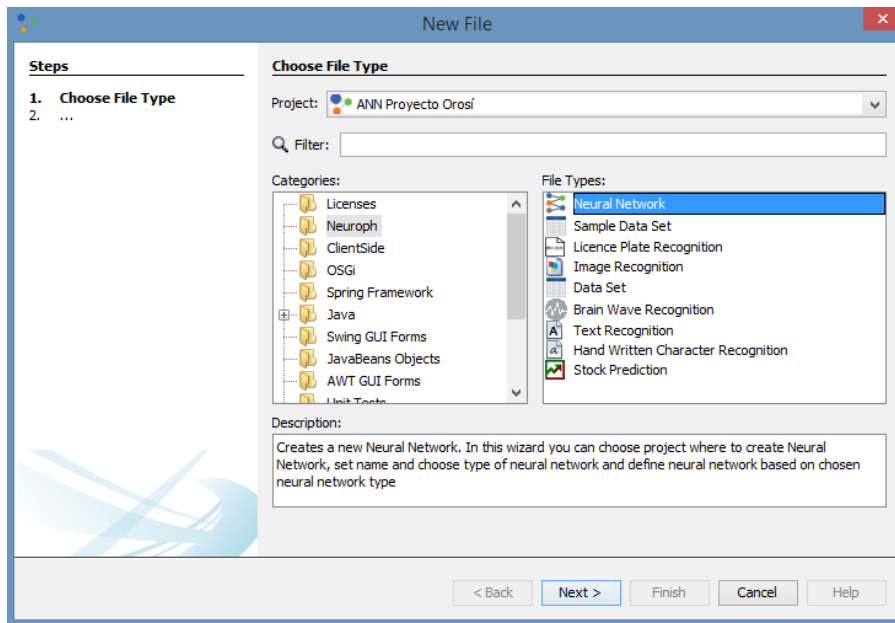 New File
Steps
1. Choose File Type
2. ...
Choose File Type
Project: ANN Proyecto Orosí
Filter:
Categories:
Licenses
Neuroph
ClientSide
OSGi
Spring Framework
Java
Swing GUI Forms
JavaBeans Objects
AWT GUI Forms
Unit Tests
File Types:
Neural Network
Sample Data Set
Licence Plate Recognition
Image Recognition
Data Set
Brain Wave Recognition
Text Recognition
Hand Written Character Recognition
Stock Prediction
Description:
Creates a new Neural Network. In this wizard you can choose project where to create Neural
Network, set name and choose type of neural network and define neural network based on chosen
neural network type
< Back Next > Finish Cancel Help